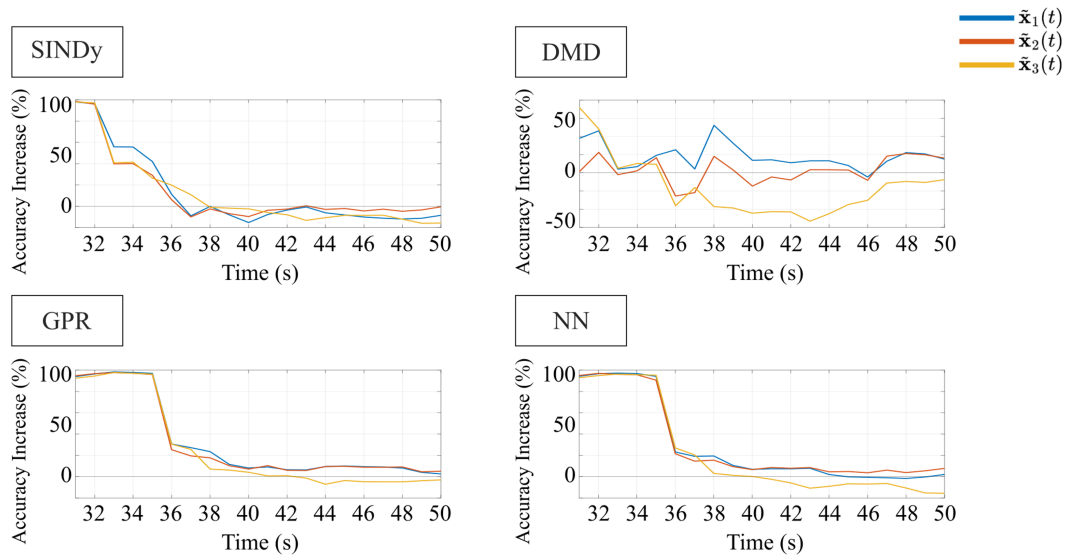 x̃₁(t)
SINDy
DMD
x̃₂(t)
x̃₃(t)
Accuracy Increase (%)
100
50
0
32 34 36 38 40 42 44 46 48 50
Time (s)
Accuracy Increase (%)
50
0
-50
32 34 36 38 40 42 44 46 48 50
Time (s)
GPR
NN
Accuracy Increase (%)
100
50
0
32 34 36 38 40 42 44 46 48 50
Time (s)
Accuracy Increase (%)
100
50
0
32 34 36 38 40 42 44 46 48 50
Time (s)